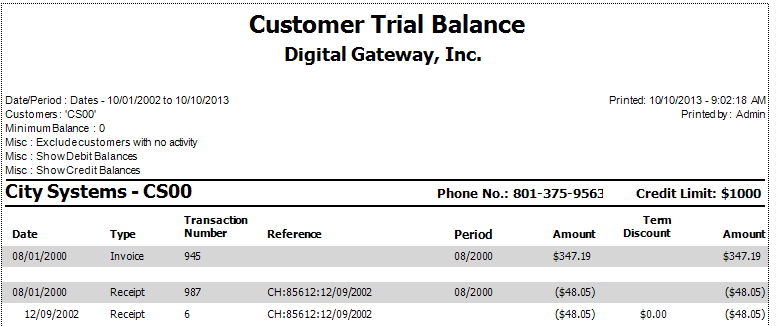 Customer Trial Balance
Digital Gateway, Inc.
Date/Period : Dates - 10/01/2002 to 10/10/2013 Printed: 10/10/2013 - 9:02:18 AM
Customers : 'CS00' Printed by : Admin
Minimum Balance : 0
Misc : Exclude customers with no activity
Misc : Show Debit Balances
Misc : Show Credit Balances
City Systems - CS00 Phone No.: 801-375-9563 Credit Limit: $1000
Date Type Transaction Number Reference Period Amount Term Discount Amount
08/01/2000 Invoice 945 08/2000 $347.19 $347.19
08/01/2000 Receipt 987 CH:85612:12/09/2002 08/2000 ($48.05) ($48.05)
12/09/2002 Receipt 6 CH:85612:12/09/2002 ($48.05) $0.00 ($48.05)